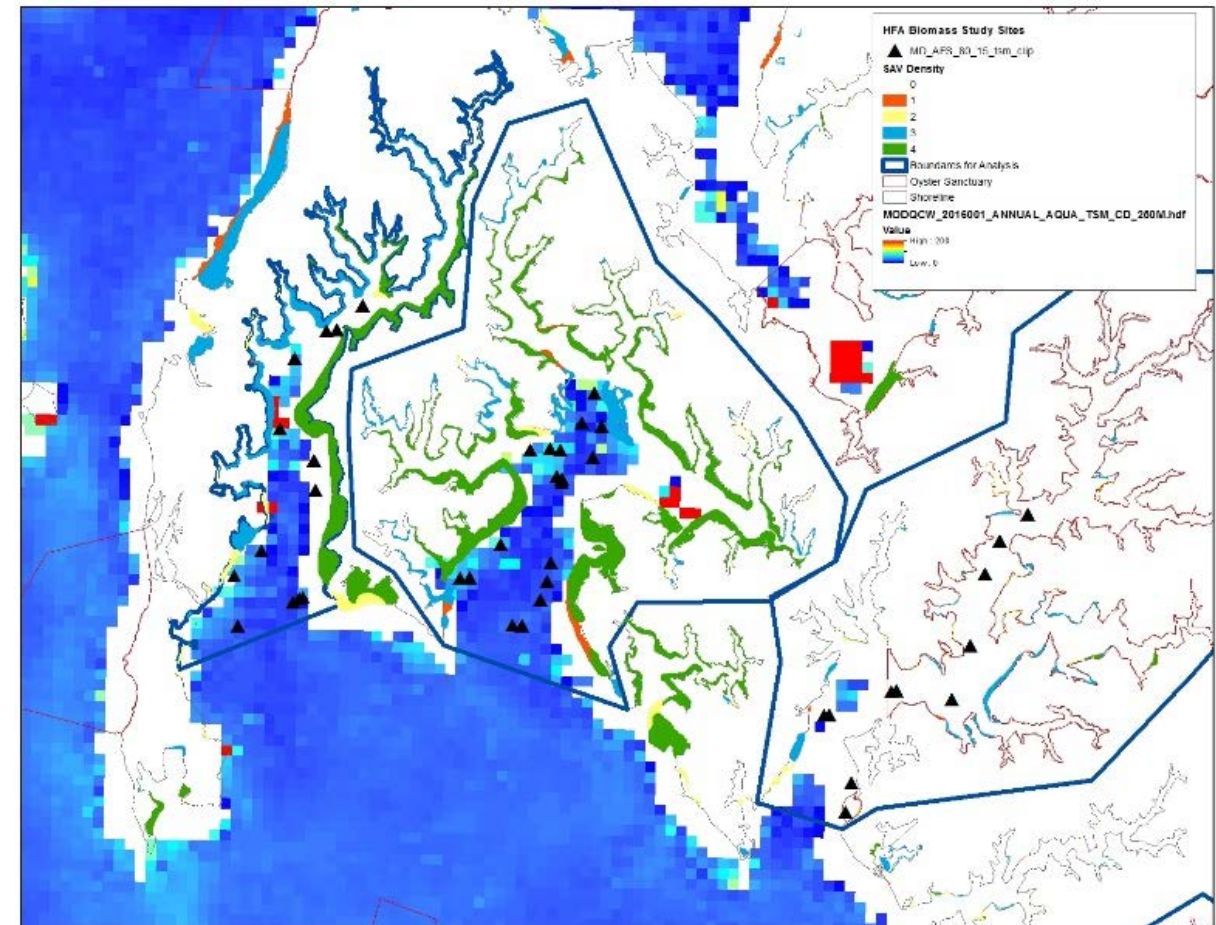 HFA Biomass Study Sites
MD_AFS_80_15_tsm_clip
SAV Density
0
1
2
3
4
Boundaries for Analysis
Oyster Sanctuary
Shoreline
MODQCW_2016001_ANNUAL_AQUA_TSM_CD_250M.hdf
Value
High : 200
Low : 0